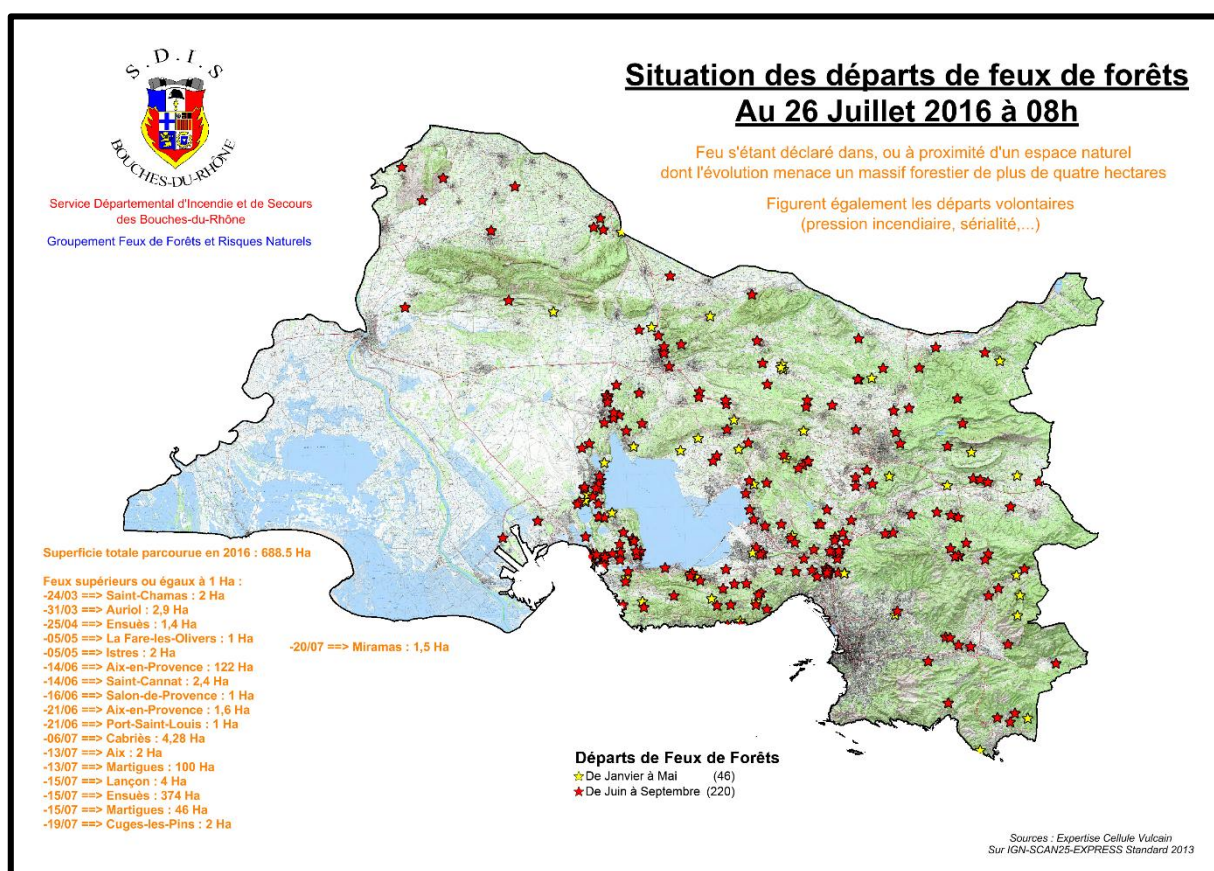 S.D.I.S
BOUCHES-DU-RHÔNE
Service Départemental d'Incendie et de Secours
des Bouches-du-Rhône
Groupement Feux de Forêts et Risques Naturels
Situation des départs de feux de forêts
Au 26 Juillet 2016 à 08h
Feu s'étant déclaré dans, ou à proximité d'un espace naturel
dont l'évolution menace un massif forestier de plus de quatre hectares
Figurent également les départs volontaires
(pression incendiaire, sérialité,...)
Superficie totale parcourue en 2016 : 688.5 Ha
Feux supérieurs ou égaux à 1 Ha :
-24/03 ==> Saint-Chamas : 2 Ha
-31/03 ==> Auriol : 2,9 Ha
-25/04 ==> Ensuès : 1,4 Ha
-05/05 ==> La Fare-les-Olivers : 1 Ha
-05/05 ==> Istres : 2 Ha
-14/06 ==> Aix-en-Provence : 122 Ha
-14/06 ==> Saint-Cannat : 2,4 Ha
-16/06 ==> Salon-de-Provence : 1 Ha
-21/06 ==> Aix-en-Provence : 1,6 Ha
-21/06 ==> Port-Saint-Louis : 1 Ha
-06/07 ==> Cabriès : 4,28 Ha
-13/07 ==> Aix : 2 Ha
-13/07 ==> Martigues : 100 Ha
-15/07 ==> Lançon : 4 Ha
-15/07 ==> Ensuès : 374 Ha
-15/07 ==> Martigues : 46 Ha
-19/07 ==> Cuges-les-Pins : 2 Ha
-20/07 ==> Miramas : 1,5 Ha
Départs de Feux de Forêts
De Janvier à Mai (46)
De Juin à Septembre (220)
Sources : Expertise Cellule Vulcain
Sur IGN-SCAN25-EXPRESS Standard 2013